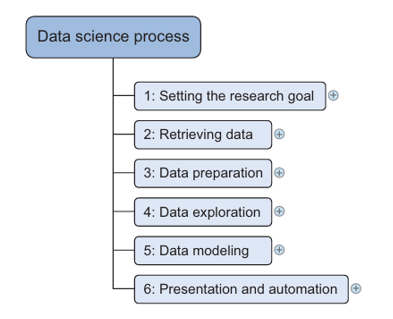 Data science process
1: Setting the research goal
2: Retrieving data
3: Data preparation
4: Data exploration
5: Data modeling
6: Presentation and automation